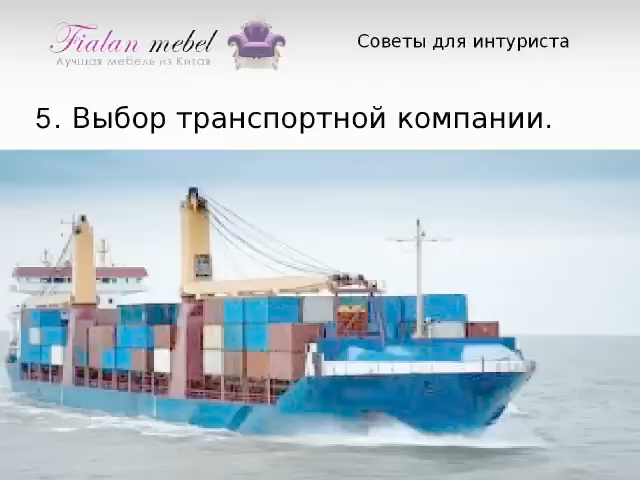 Fialan mebel
Лучшая мебель из Китая
Советы для интуриста
5. Выбор транспортной компании.